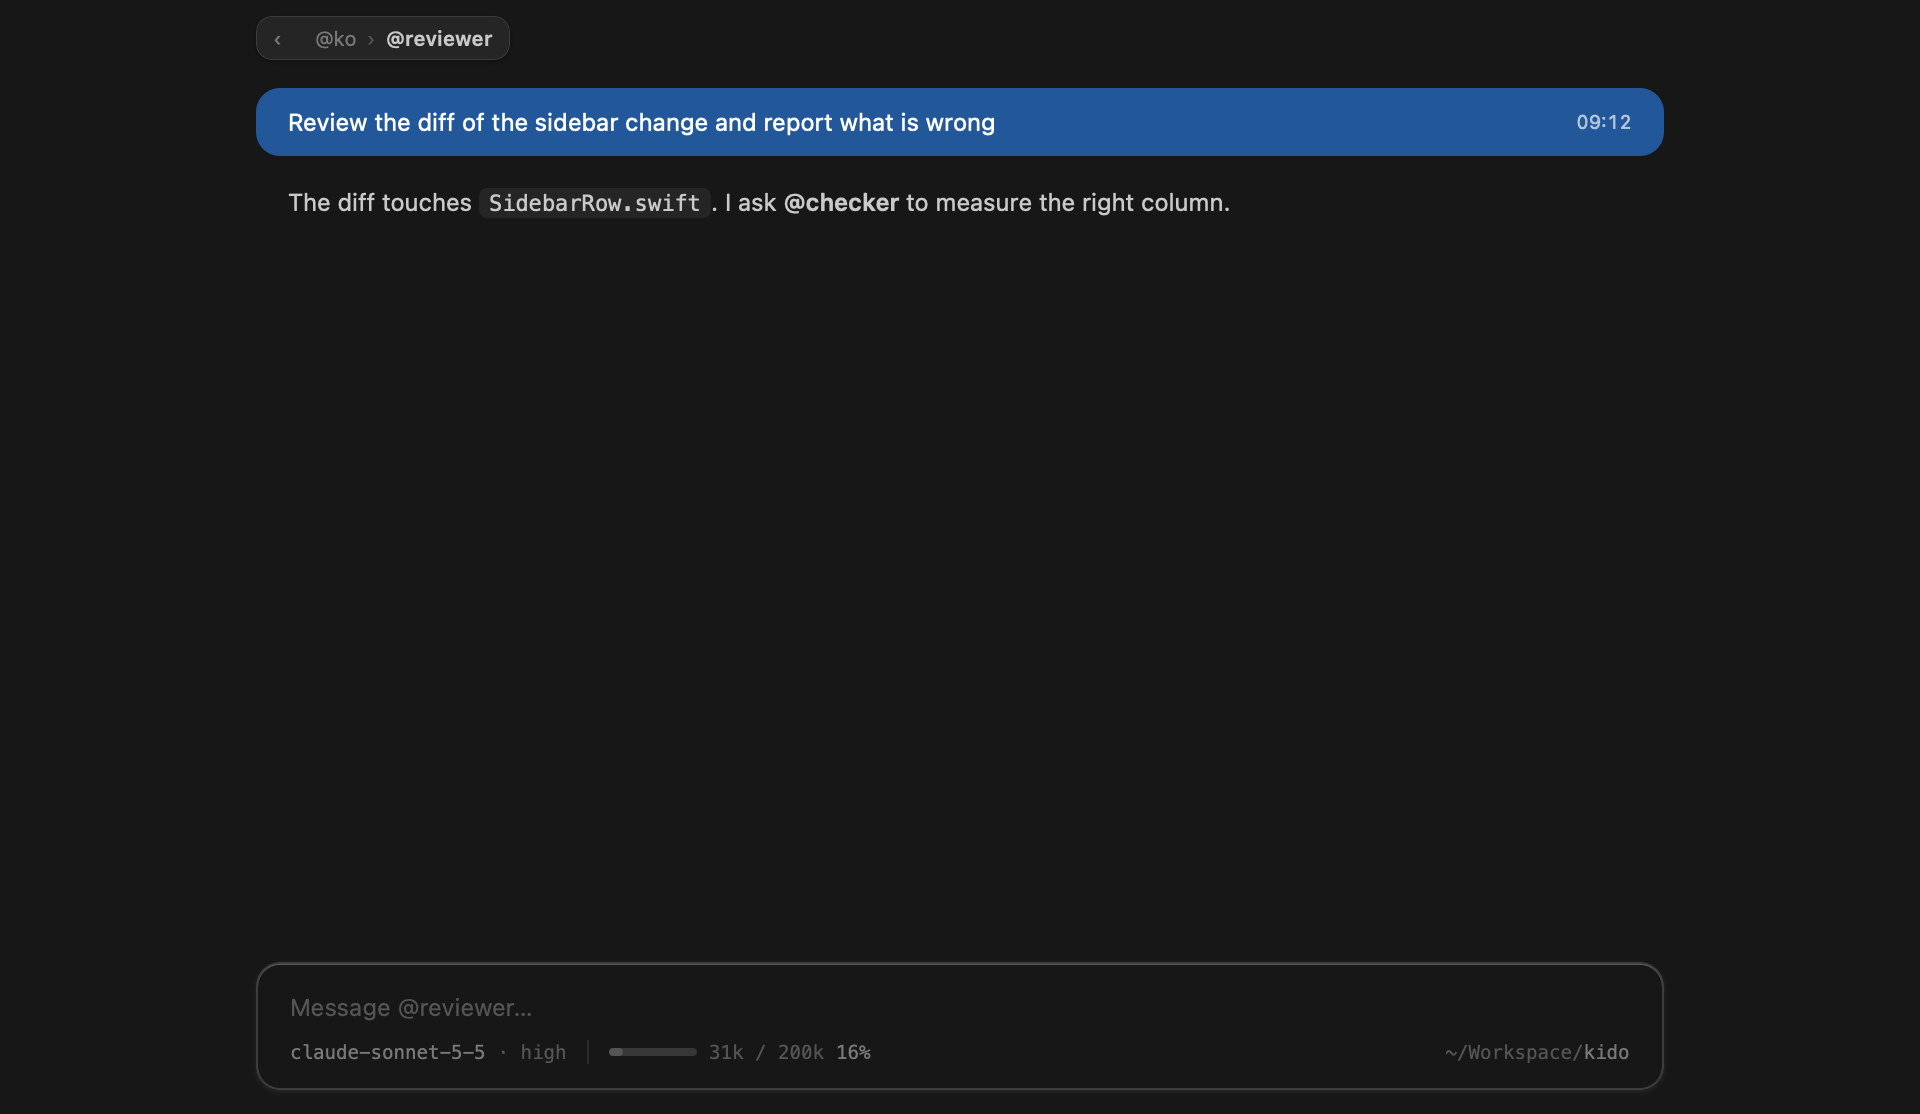 ‹ @ko › @reviewer
Review the diff of the sidebar change and report what is wrong 09:12
The diff touches SidebarRow.swift. I ask @checker to measure the right column.
Message @reviewer...
claude-sonnet-5-5 · high 31k / 200k 16% ~/Workspace/kido